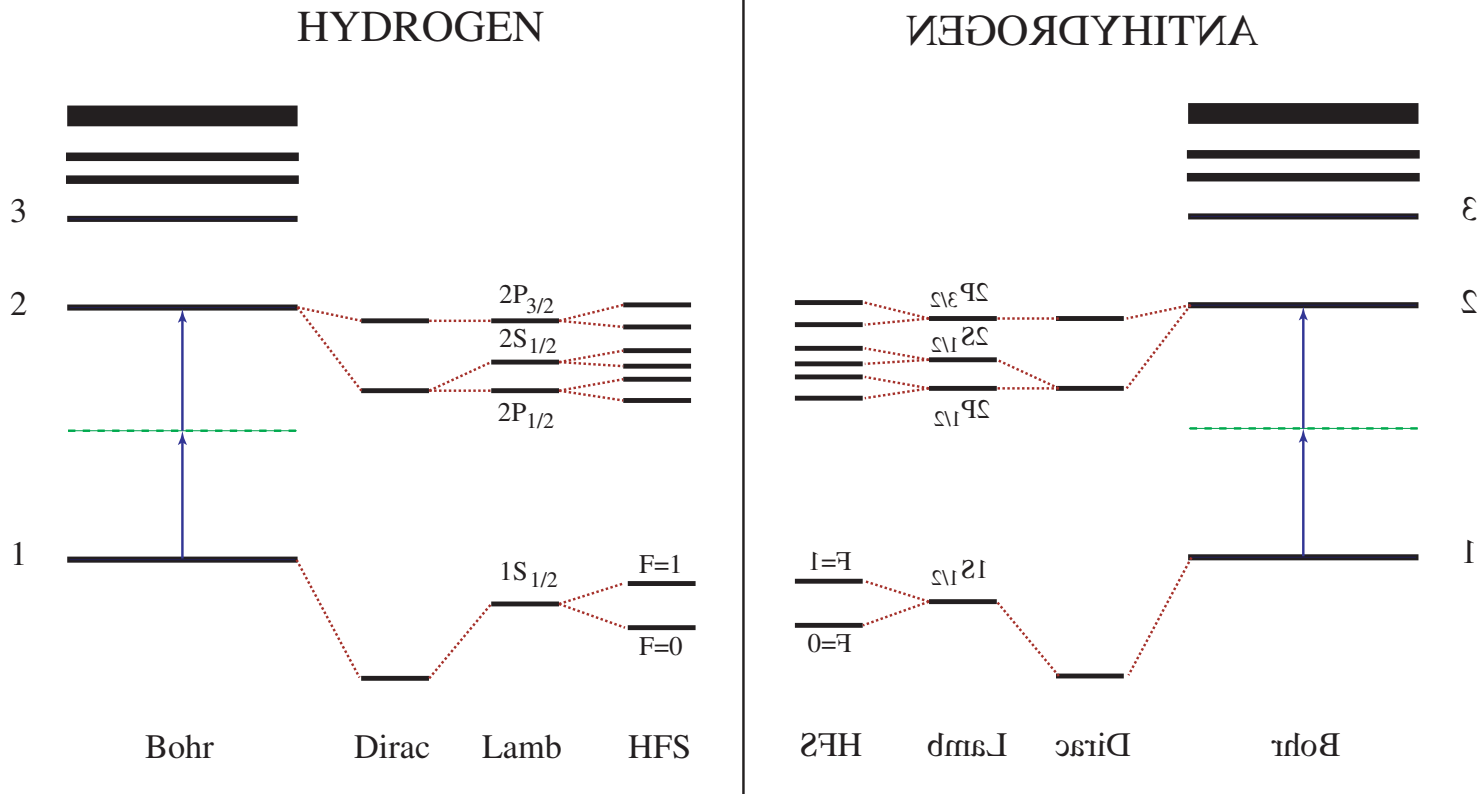 HYDROGEN
ANTIHYDROGEN
3
3
2
2P3/2
2P3/2
2
2S1/2
2S1/2
2P1/2
2P1/2
1
1S1/2
F=1
F=1
1S1/2
1
F=0
F=0
Bohr
Dirac
Lamb
HFS
HFS
Lamb
Dirac
Bohr